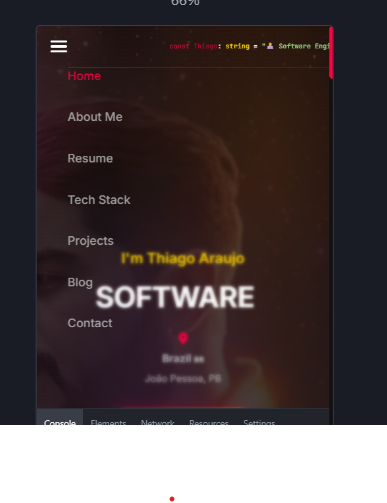 66%
const Thiago: string = "🧘🏻 Software Engi
Home
About Me
Resume
Tech Stack
Projects
I'm Thiago Araujo
Blog
SOFTWARE
Contact
Brazil BR
João Pessoa, PB
Console Elements Network Resources Settings